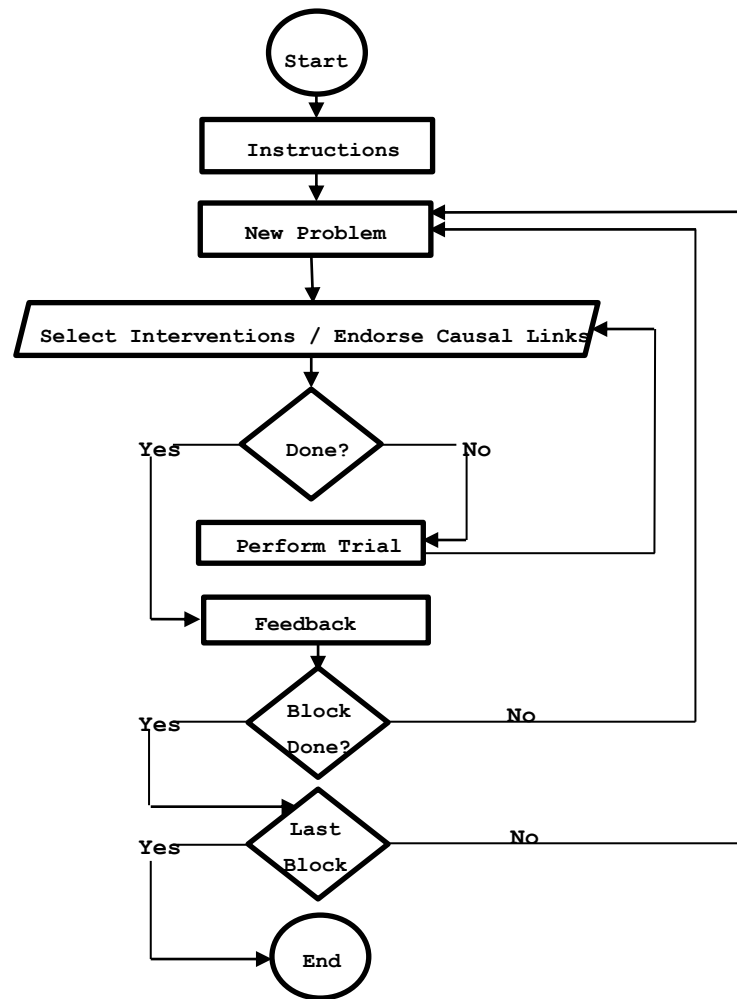 Start
Instructions
New Problem
Select Interventions / Endorse Causal Links
Yes
Done?
No
Perform Trial
Feedback
Yes
Block
Done?
No
Yes
Last
Block
No
End